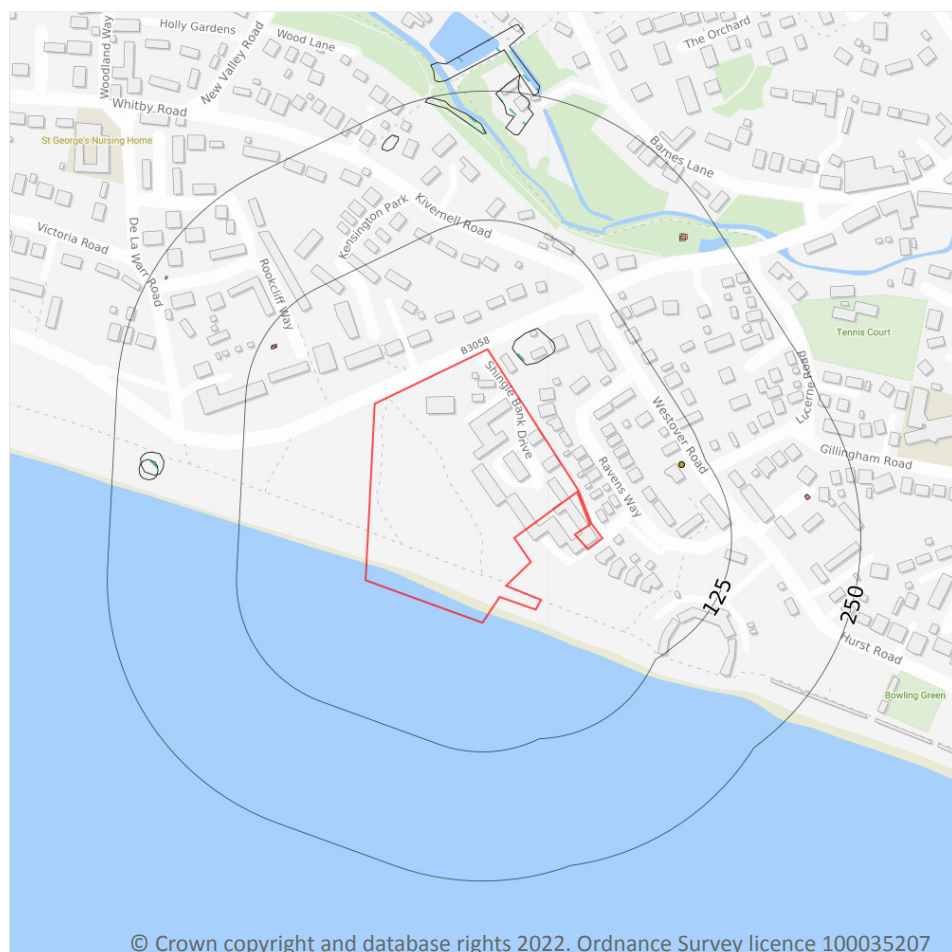 Holly Gardens
Woodland Way
New Valley Road
Wood Lane
The Orchard
Whitby Road
St George's Nursing Home
Barnes Lane
Kensington Park
Kivernell Road
Victoria Road
De La Warr Road
Rookcliff Way
Tennis Court
B3058
Shingle Bank Drive
Lucerne Road
Westover Road
Gillingham Road
Ravens Way
125
250
Hurst Road
Bowling Green
© Crown copyright and database rights 2022. Ordnance Survey licence 100035207